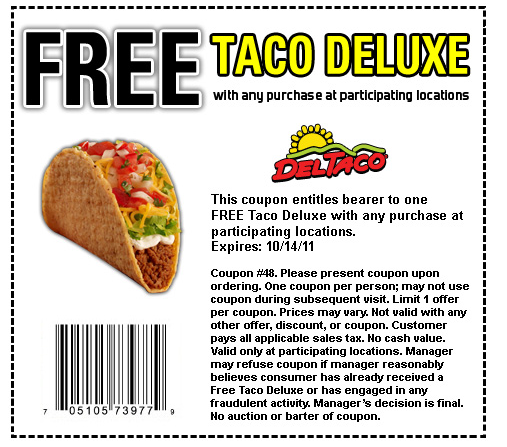 FREE TACO DELUXE
with any purchase at participating locations
DEL TACO
This coupon entitles bearer to one
FREE Taco Deluxe with any purchase at
participating locations.
Expires: 10/14/11
Coupon #48. Please present coupon upon
ordering. One coupon per person; may not use
coupon during subsequent visit. Limit 1 offer
per coupon. Prices may vary. Not valid with any
other offer, discount, or coupon. Customer
pays all applicable sales tax. No cash value.
Valid only at participating locations. Manager
may refuse coupon if manager reasonably
believes consumer has already received a
Free Taco Deluxe or has engaged in any
fraudulent activity. Manager's decision is final.
No auction or barter of coupon.
7 05105 73977 9